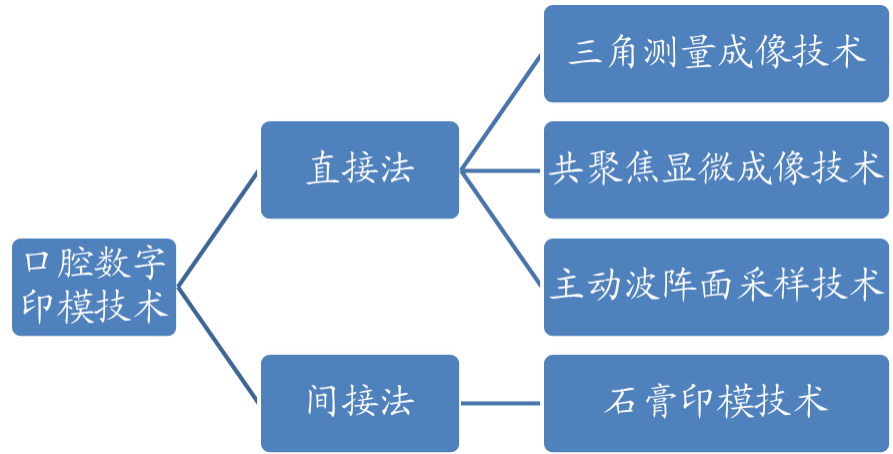 口腔数字
印模技术
直接法
三角测量成像技术
共聚焦显微成像技术
主动波阵面采样技术
间接法
石膏印模技术